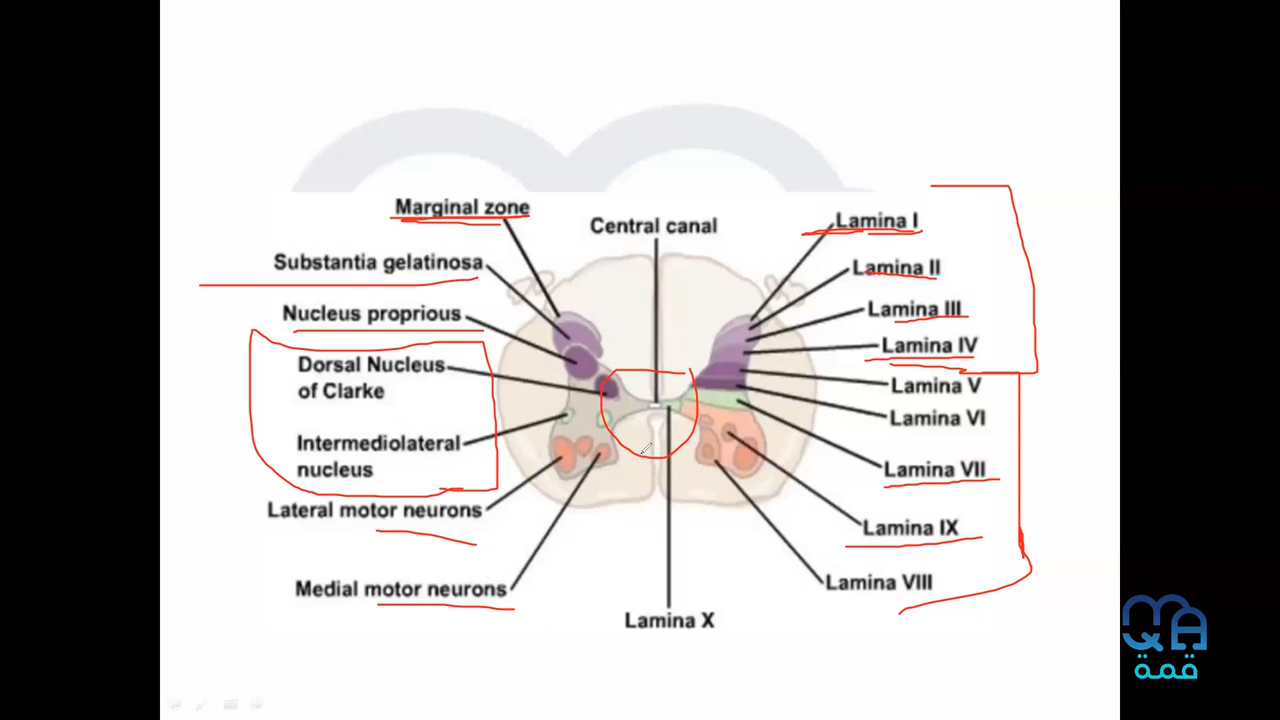 Marginal zone
Substantia gelatinosa
Nucleus proprious
Dorsal Nucleus
of Clarke
Intermediolateral
nucleus
Lateral motor neurons
Medial motor neurons
Central canal
Lamina X
Lamina I
Lamina II
Lamina III
Lamina IV
Lamina V
Lamina VI
Lamina VII
Lamina IX
Lamina VIII
QMA
قمة